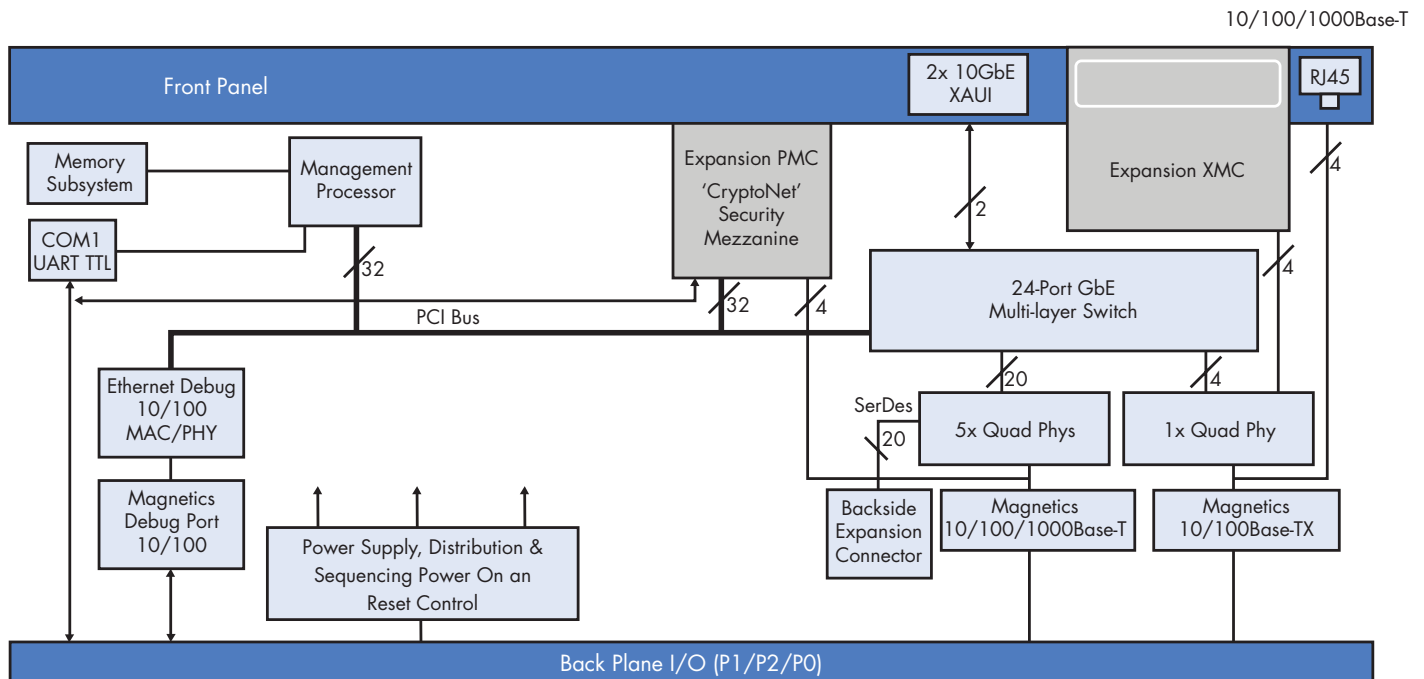 10/100/1000Base-T
Front Panel
2x 10GbE
XAUI
RJ45
Memory
Subsystem
Management
Processor
Expansion PMC
'CryptoNet'
Security
Mezzanine
Expansion XMC
4
2
COM1
UART TTL
32
32
4
4
24-Port GbE
Multi-layer Switch
PCI Bus
Ethernet Debug
10/100
MAC/PHY
20
4
SerDes
20
5x Quad Phys
1x Quad Phy
Magnetics
Debug Port
10/100
Power Supply, Distribution &
Sequencing Power On an
Reset Control
Backside
Expansion
Connector
Magnetics
10/100/1000Base-T
Magnetics
10/100Base-TX
Back Plane I/O (P1/P2/P0)